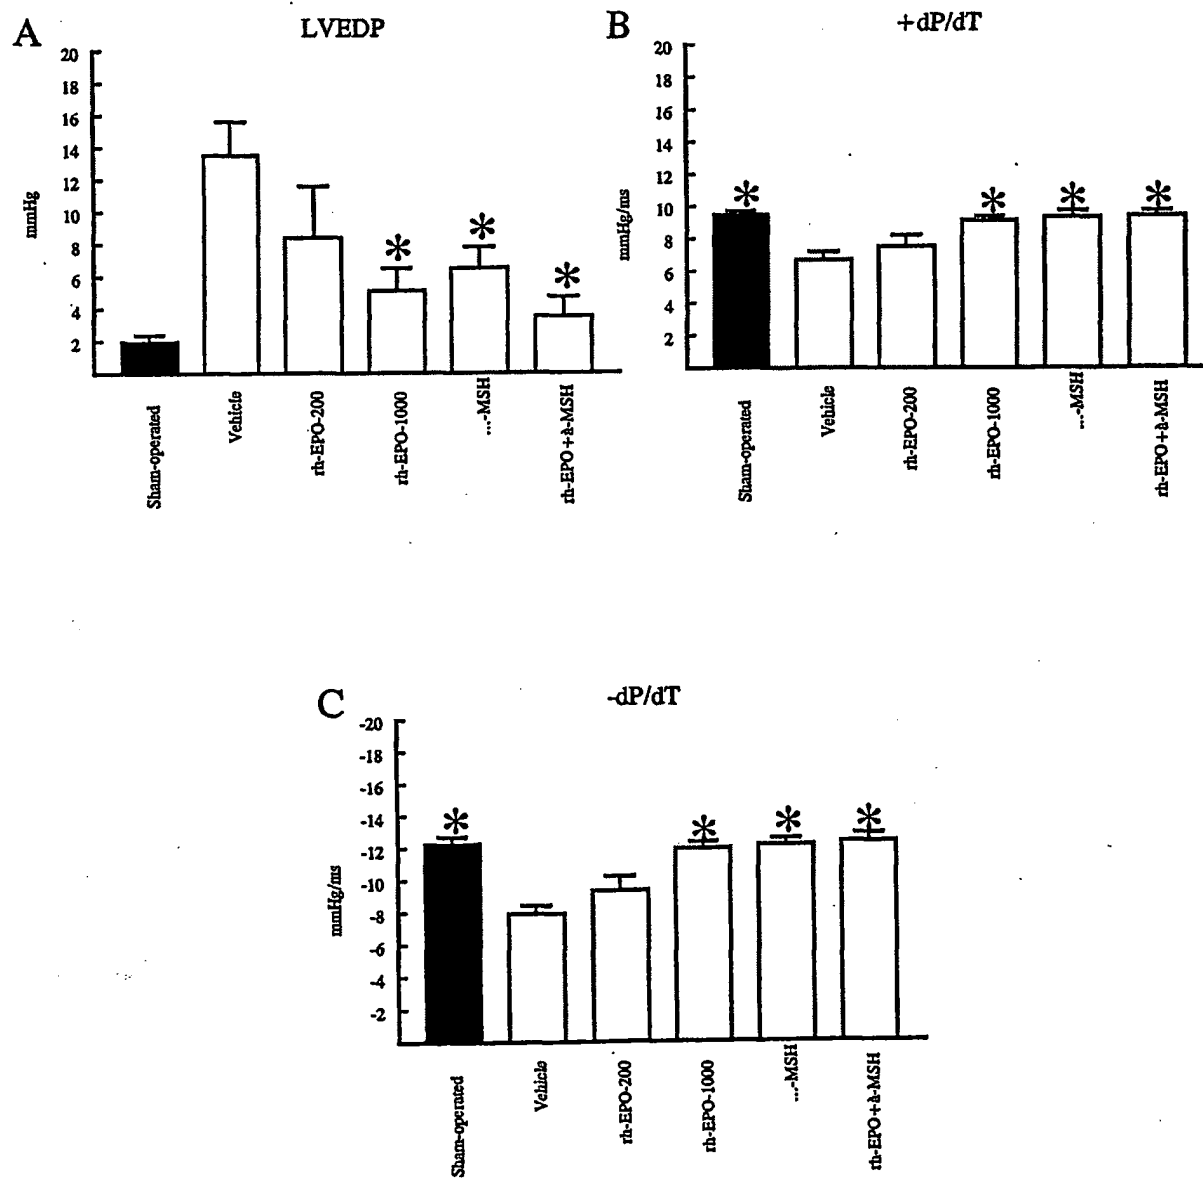 A
LVEDP
20
18
16
14
12
10
8
6
4
2
mmHg
*
*
*
Sham-operated
Vehicle
rh-EPO-200
rh-EPO-1000
...-MSH
rh-EPO+à-MSH
B
+dP/dT
20
18
16
14
12
10
8
6
4
2
mmHg/ms
*
*
*
*
Sham-operated
Vehicle
rh-EPO-200
rh-EPO-1000
...-MSH
rh-EPO+à-MSH
C
-dP/dT
-20
-18
-16
-14
-12
-10
-8
-6
-4
-2
mmHg/ms
*
*
*
*
Sham-operated
Vehicle
rh-EPO-200
rh-EPO-1000
...-MSH
rh-EPO+à-MSH